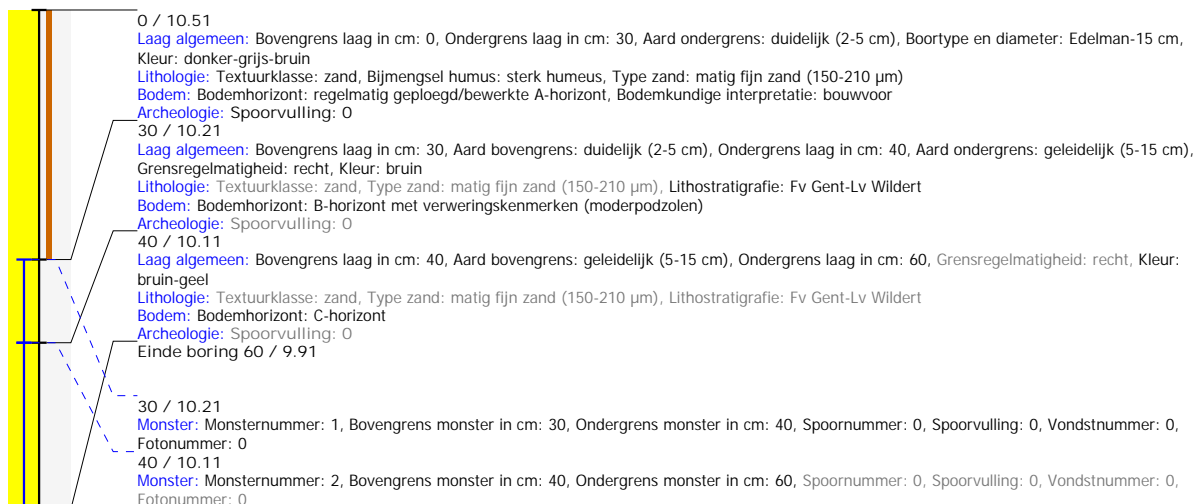 0 / 10.51
Laag algemeen: Bovengrens laag in cm: 0, Ondergrens laag in cm: 30, Aard ondergrens: duidelijk (2-5 cm), Boortype en diameter: Edelman-15 cm,
Kleur: donker-grijs-bruin
Lithologie: Textuurklasse: zand, Bijmengsel humus: sterk humeus, Type zand: matig fijn zand (150-210 µm)
Bodem: Bodemhorizont: regelmatig geploegd/bewerkte A-horizont, Bodemkundige interpretatie: bouwvoor
Archeologie: Spoorvulling: 0
30 / 10.21
Laag algemeen: Bovengrens laag in cm: 30, Aard bovengrens: duidelijk (2-5 cm), Ondergrens laag in cm: 40, Aard ondergrens: geleidelijk (5-15 cm),
Grensregelmatigheid: recht, Kleur: bruin
Lithologie: Textuurklasse: zand, Type zand: matig fijn zand (150-210 µm), Lithostratigrafie: Fv Gent-Lv Wildert
Bodem: Bodemhorizont: B-horizont met verweringskenmerken (moderpodzolen)
Archeologie: Spoorvulling: 0
40 / 10.11
Laag algemeen: Bovengrens laag in cm: 40, Aard bovengrens: geleidelijk (5-15 cm), Ondergrens laag in cm: 60, Grensregelmatigheid: recht, Kleur:
bruin-geel
Lithologie: Textuurklasse: zand, Type zand: matig fijn zand (150-210 µm), Lithostratigrafie: Fv Gent-Lv Wildert
Bodem: Bodemhorizont: C-horizont
Archeologie: Spoorvulling: 0
Einde boring 60 / 9.91
30 / 10.21
Monster: Monsternummer: 1, Bovengrens monster in cm: 30, Ondergrens monster in cm: 40, Spoornummer: 0, Spoorvulling: 0, Vondstnummer: 0,
Fotonummer: 0
40 / 10.11
Monster: Monsternummer: 2, Bovengrens monster in cm: 40, Ondergrens monster in cm: 60, Spoornummer: 0, Spoorvulling: 0, Vondstnummer: 0,
Fotonummer: 0